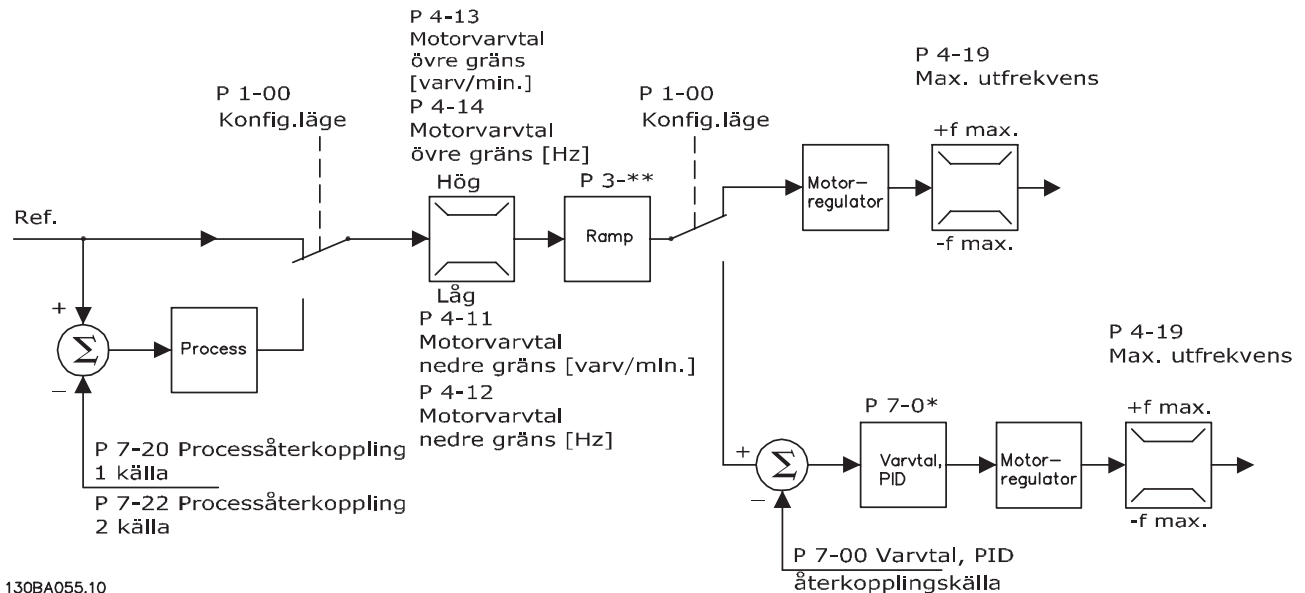 P 4-13
Motorvarvtal
övre gräns
[varv/min.]
P 4-14
Motorvarvtal
övre gräns [Hz]
Hög
P 1-00
Konfig.läge
P 3-**
P 1-00
Konfig.läge
P 4-19
Max. utfrekvens
+f max.
Motor-
regulator
-f max.
Ref.
Ramp
Låg
P 4-11
Motorvarvtal
nedre gräns [varv/mln.]
P 4-12
Motorvarvtal
nedre gräns [Hz]
+
Σ
−
Process
P 7-20 Processåterkoppling
1 källa
P 7-22 Processåterkoppling
2 källa
P 4-19
Max. utfrekvens
P 7-0*
+f max.
+
Σ
−
Varvtal,
PID
Motor-
regulator
-f max.
P 7-00 Varvtal, PID
återkopplingskälla
130BA055.10